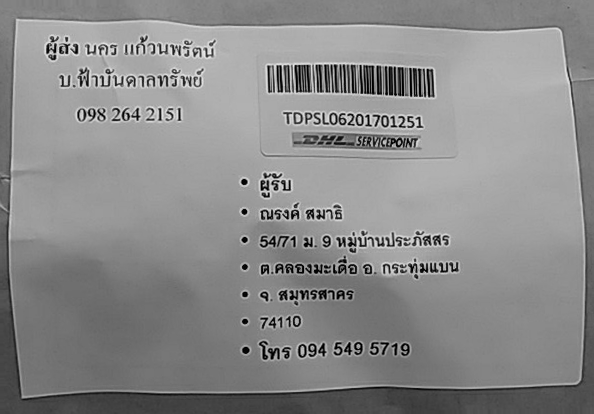 ผู้ส่ง นคร แก้วนพรัตน์
บ.ฟ้าบันดาลทรัพย์
098 264 2151
TDPSL06201701251
DHL SERVICEPOINT
• ผู้รับ
• ณรงค์ สมาธิ
• 54/71 ม. 9 หมู่บ้านประภัสสร
• ต.คลองมะเดื่อ อ. กระทุ่มแบน
• จ. สมุทรสาคร
• 74110
• โทร 094 549 5719